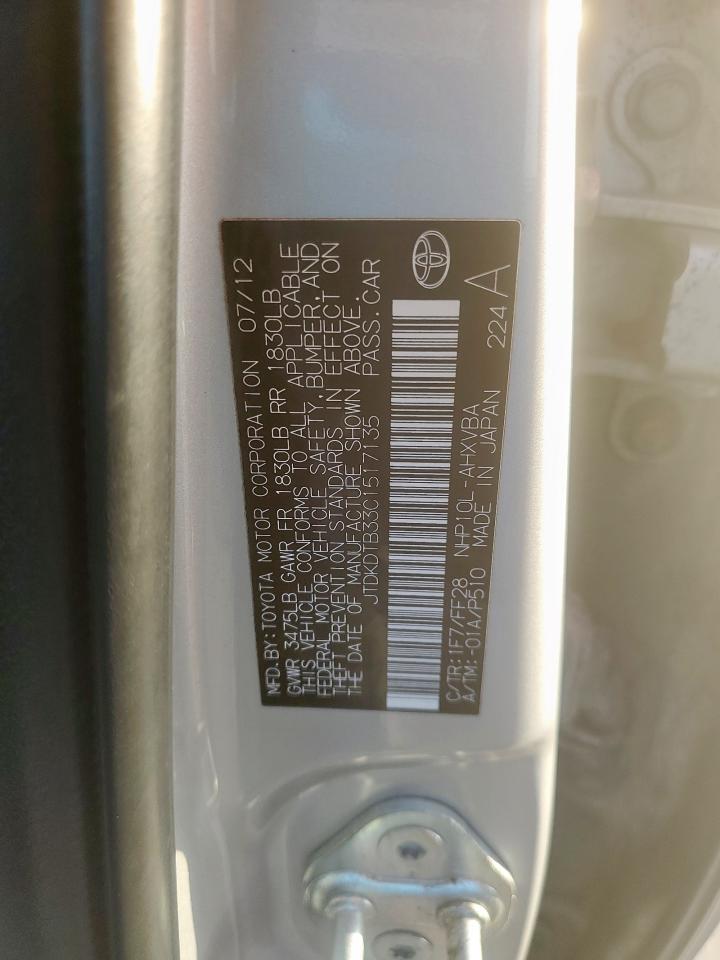 MFD.BY:TOYOTA MOTOR CORPORATION 07/12
GVWR 3475LB GAWR FR 1830LB RR 1830LB
THIS VEHICLE CONFORMS TO ALL APPLICABLE
FEDERAL MOTOR VEHICLE SAFETY, BUMPER, AND
THEFT PREVENTION STANDARDS IN EFFECT ON
THE DATE OF MANUFACTURE SHOWN ABOVE.
JTDKDTB33C1517135 PASS.CAR
C/TR:1F7/FF28 NHP10L-AHXVBA 224 A
A/TM:-01A/P510 MADE IN JAPAN